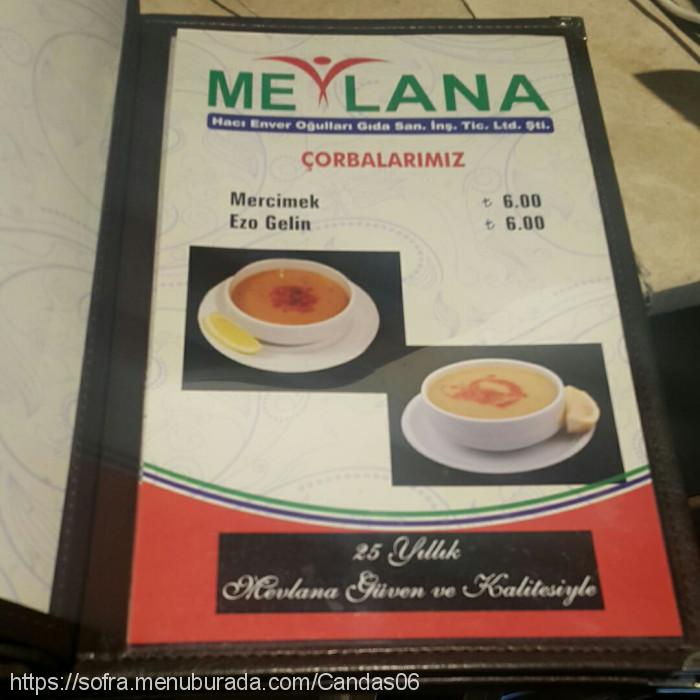 MEVLANA
Hacı Enver Oğulları Gıda San. İnş. Tic. Ltd. Şti.
ÇORBALARIMIZ
Mercimek ₺ 6.00
Ezo Gelin ₺ 6.00
25 Yıllık
Mevlana Güven ve Kalitesiyle
https://sofra.menuburada.com/Candas06